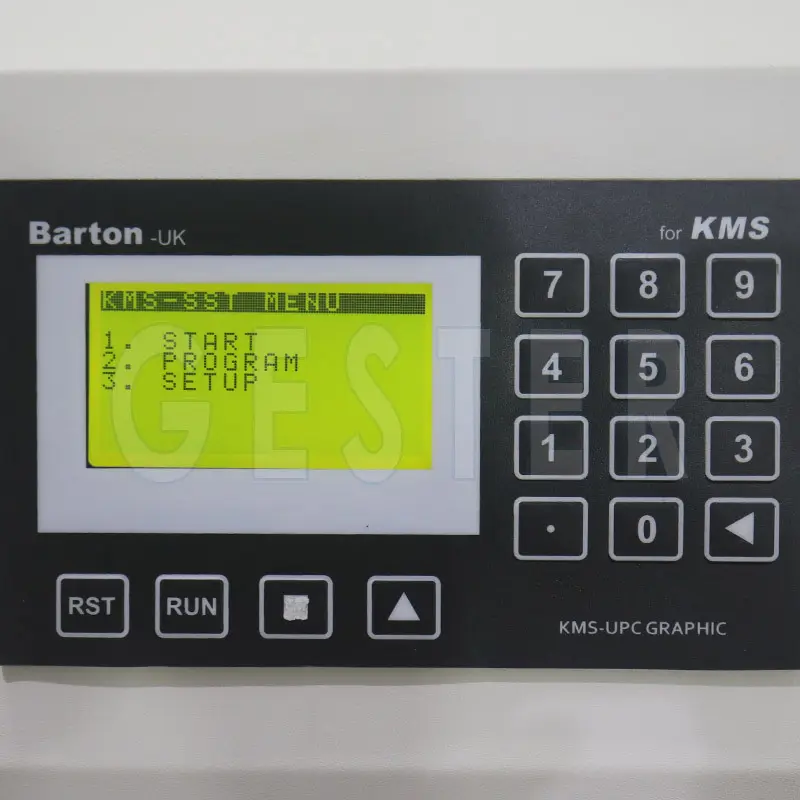 Barton -UK
for KMS
KMS-SST MENU
1. START
2. PROGRAM
3. SETUP
GESTER
7 8 9
4 5 6
1 2 3
. 0
RST RUN
KMS-UPC GRAPHIC